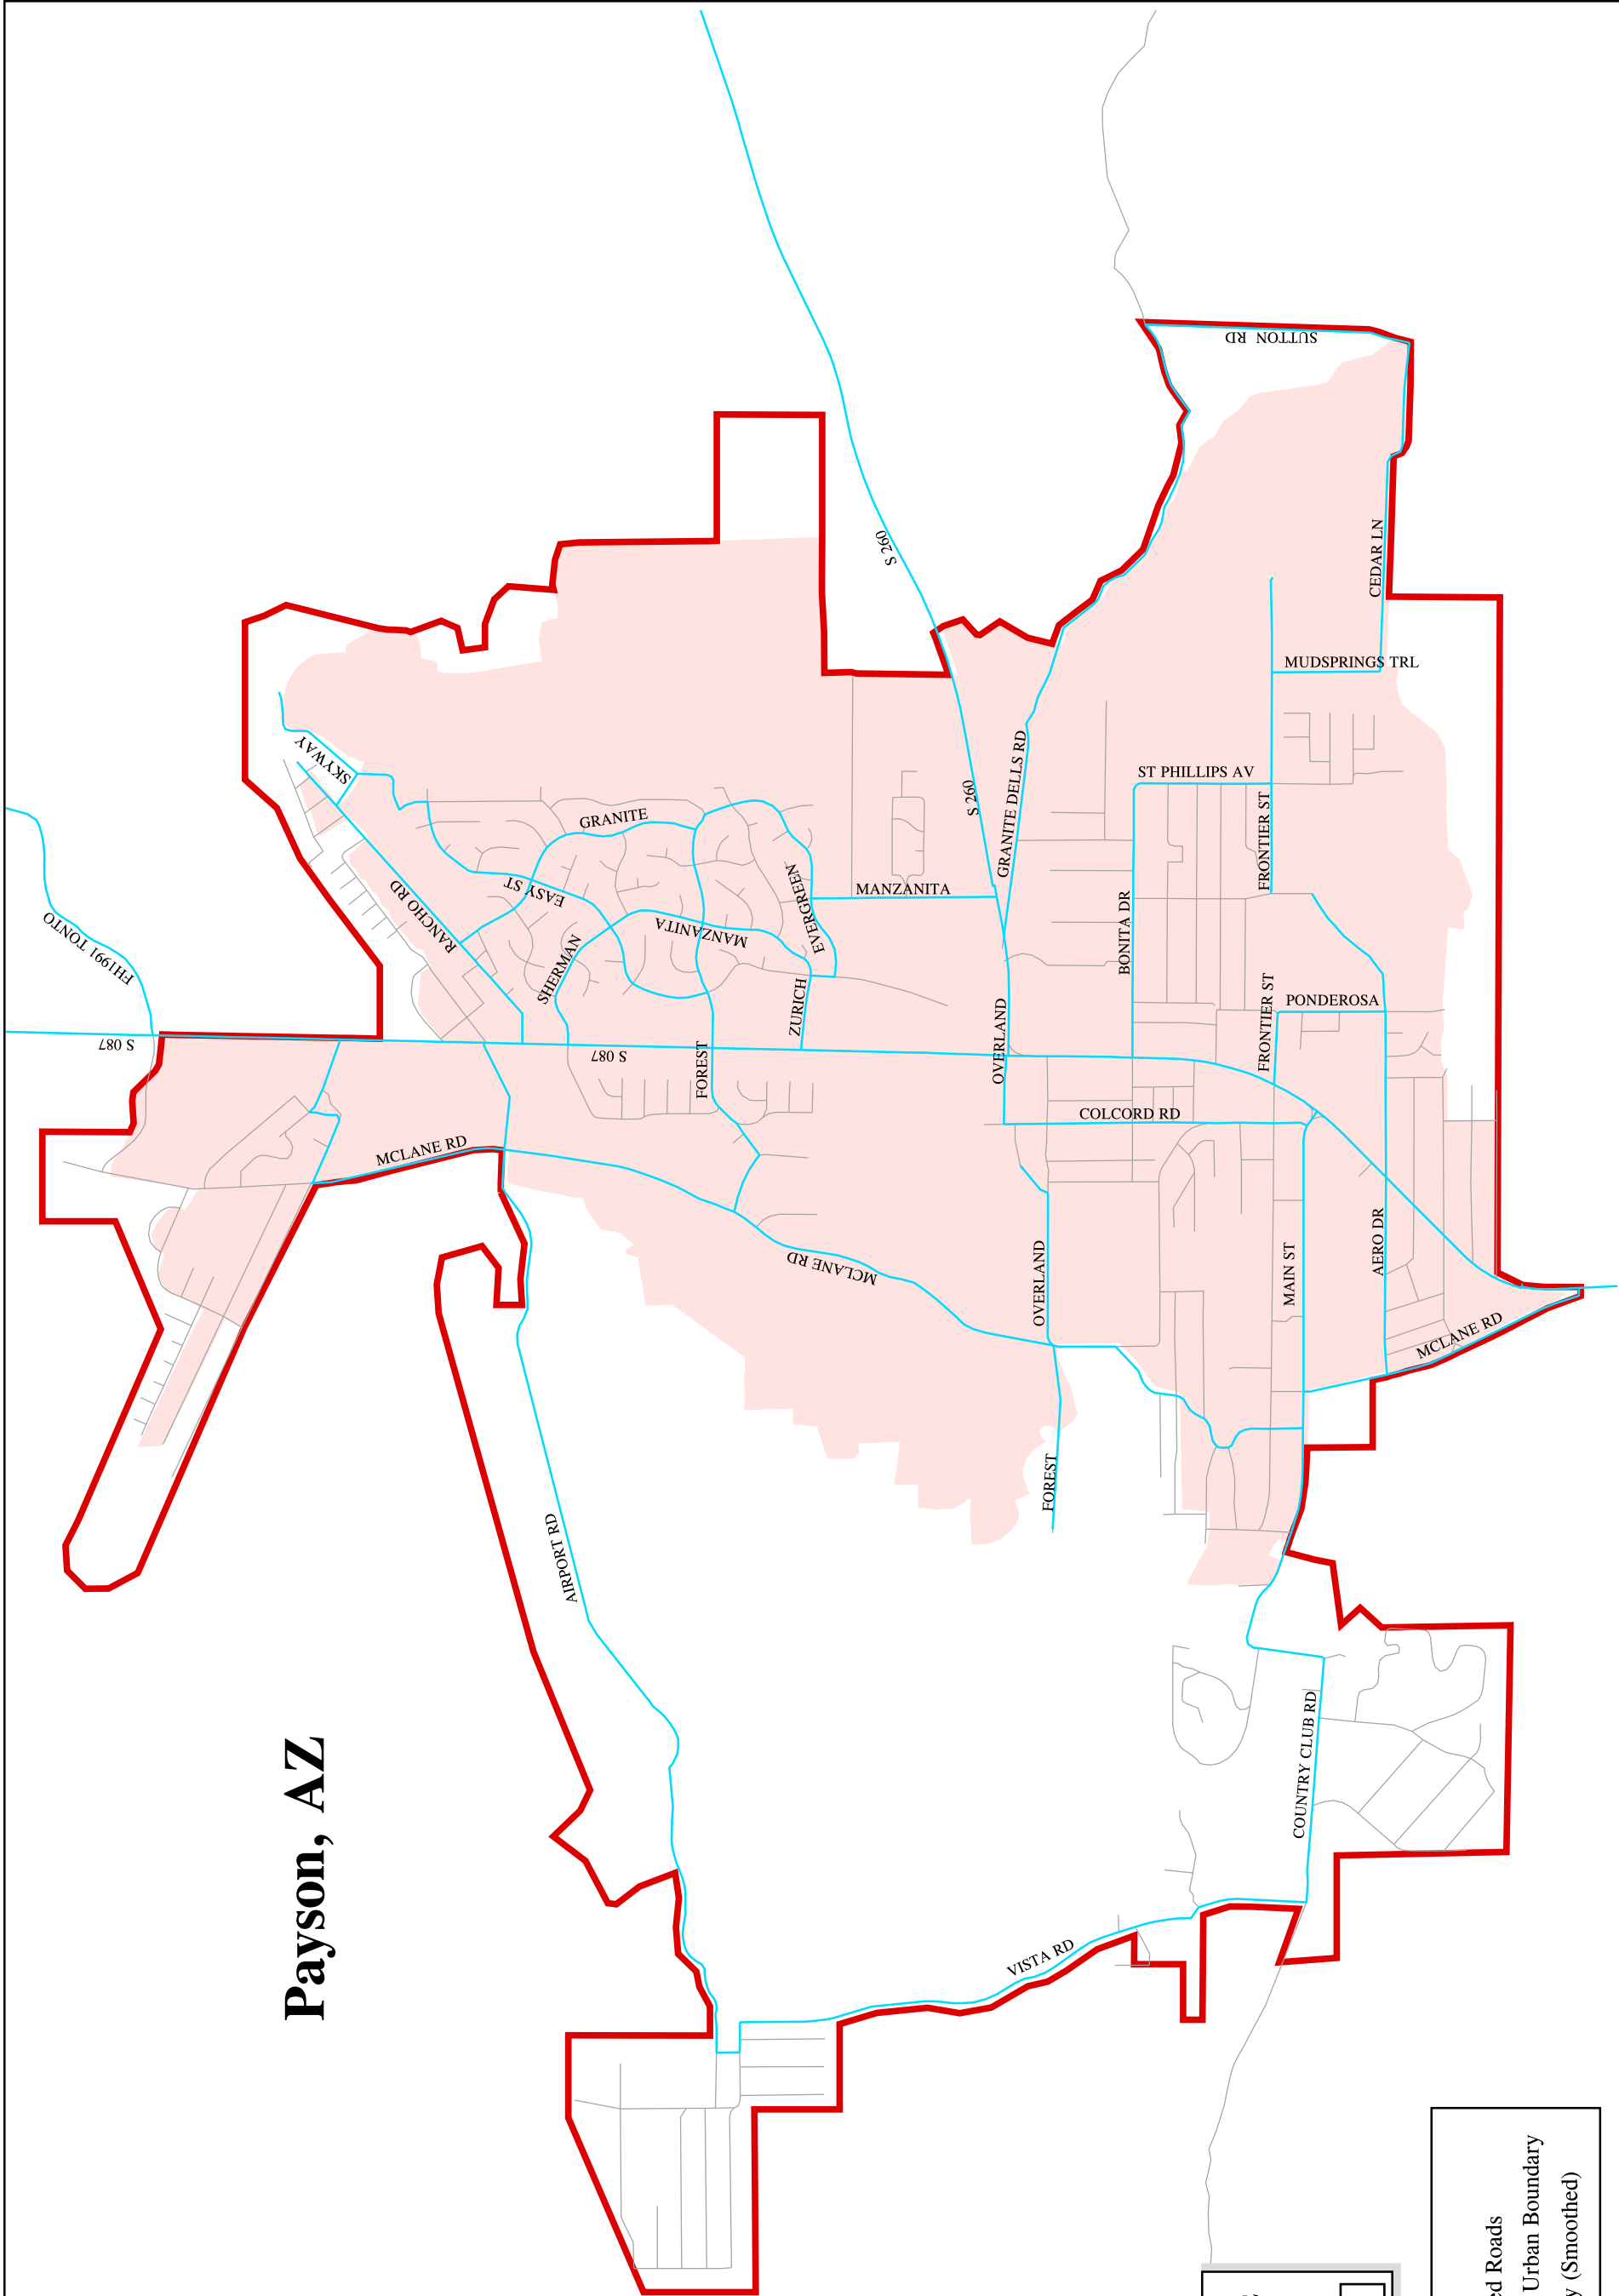 FH1991 TONTO
S 087
SKYWAY
RANCHO RD
GRANITE
EASY ST
SHERMAN
MANZANITA
EVERGREEN
MANZANITA
ZURICH
S 260
S 260
GRANITE DELLS RD
SUTTON RD
CEDAR LN
MUDSPRINGS TRL
ST PHILLIPS AV
FRONTIER ST
BONITA DR
FRONTIER ST
PONDEROSA
S 087
FOREST
OVERLAND
COLCORD RD
MCLANE RD
MCLANE RD
OVERLAND
MAIN ST
AERO DR
MCLANE RD
FOREST
AIRPORT RD
COUNTRY CLUB RD
VISTA RD
Payson, AZ
Roads
Urban Boundary
(Smoothed)